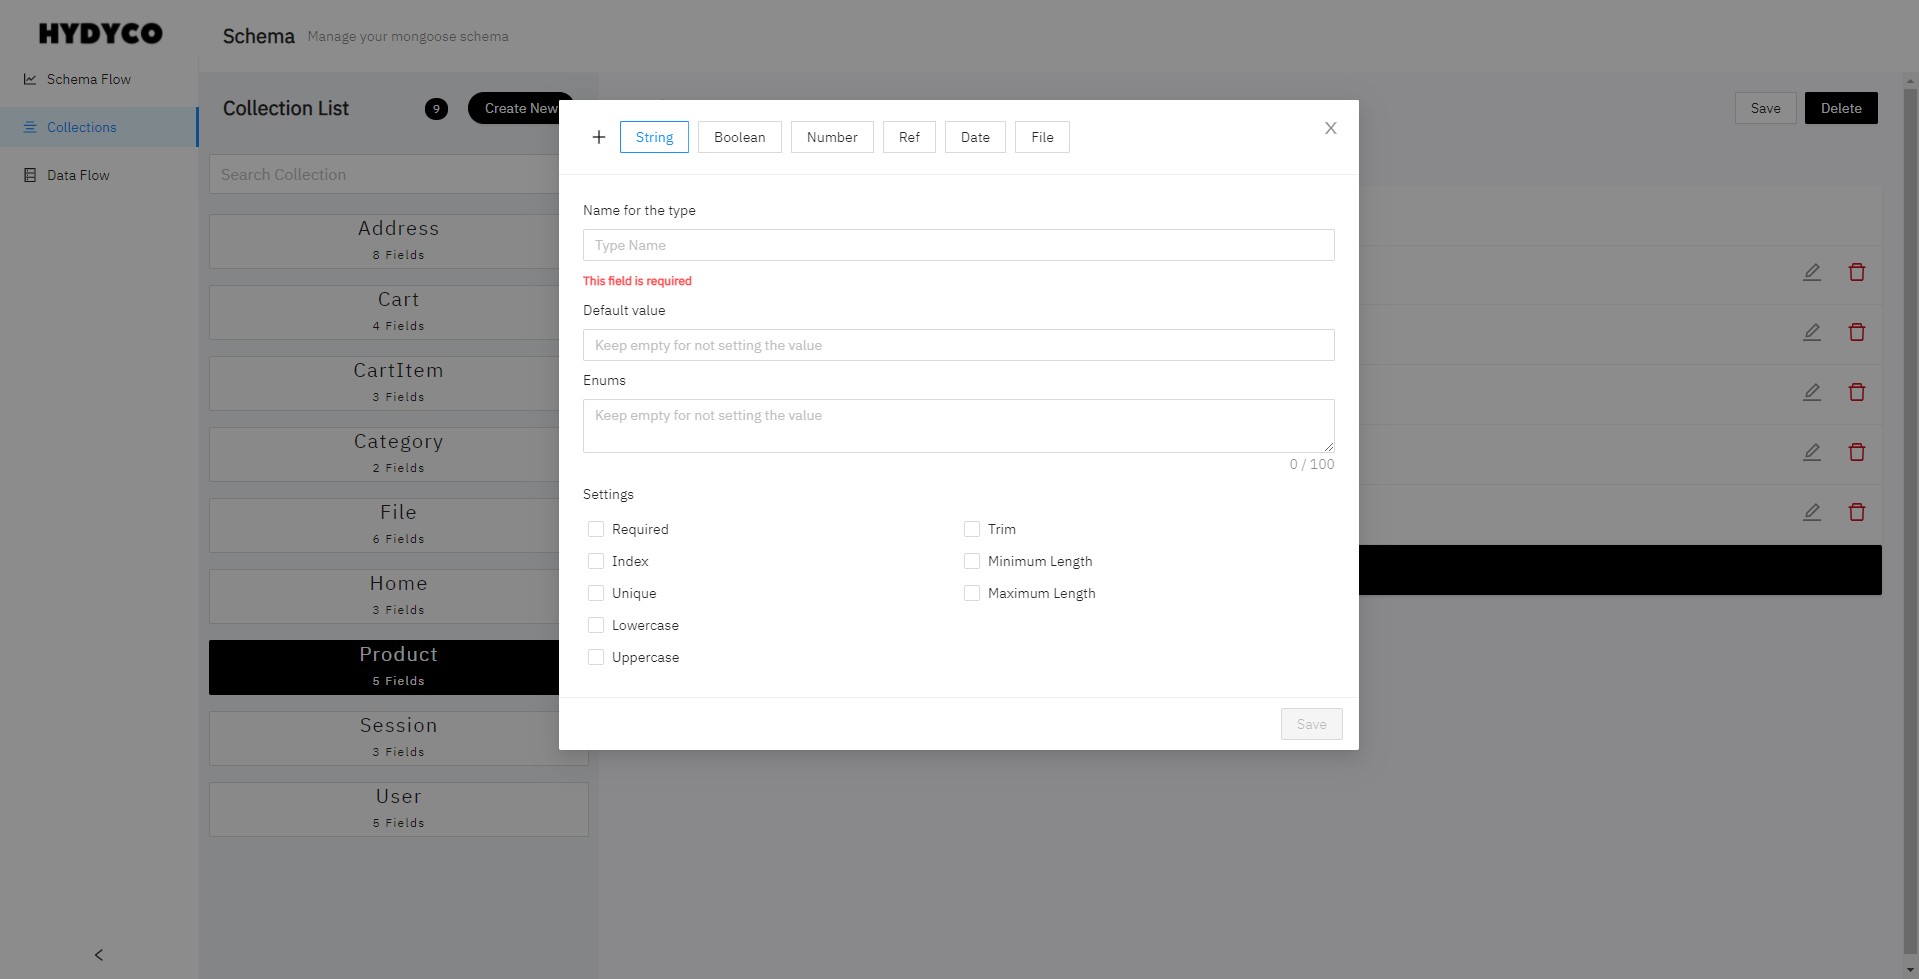 HYDYCO
Schema Manage your mongoose schema
Schema Flow
Collections
Data Flow
Collection List 9 Create New
Search Collection
Address
8 Fields
Cart
4 Fields
CartItem
3 Fields
Category
2 Fields
File
6 Fields
Home
3 Fields
Product
5 Fields
Session
3 Fields
User
5 Fields
Save Delete
+ String Boolean Number Ref Date File X
Name for the type
Type Name
This field is required
Default value
Keep empty for not setting the value
Enums
Keep empty for not setting the value
0 / 100
Settings
Required
Index
Unique
Lowercase
Uppercase
Trim
Minimum Length
Maximum Length
Save